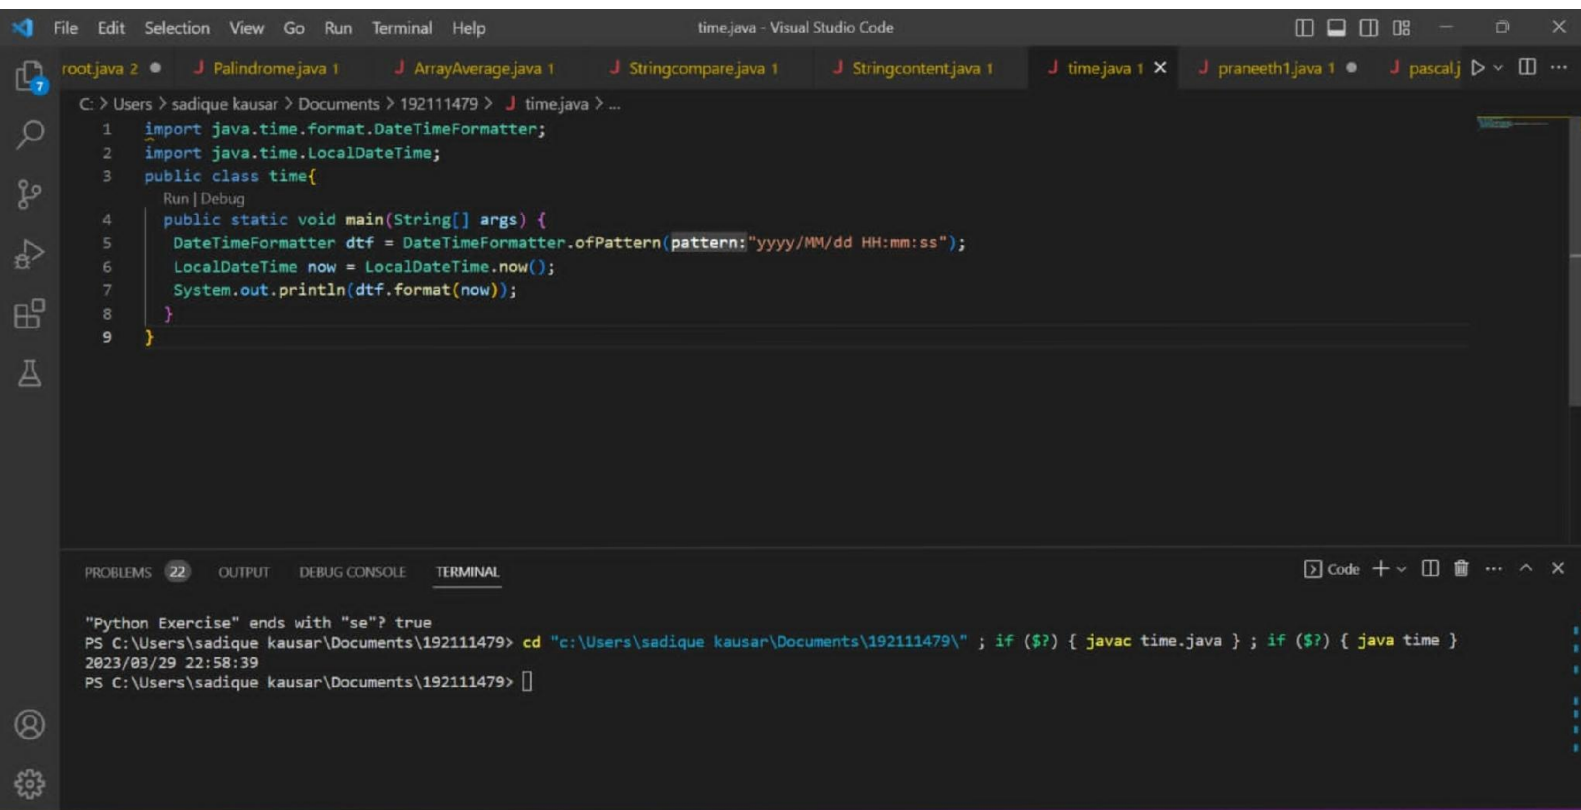 File Edit Selection View Go Run Terminal Help time.java - Visual Studio Code
root.java 2 Palindrome.java 1 ArrayAverage.java 1 Stringcompare.java 1 Stringcontent.java 1 time.java 1 praneeth1.java 1 pascal.j
7
C: > Users > sadique kausar > Documents > 192111479 > J time.java > ...
1 import java.time.format.DateTimeFormatter;
2 import java.time.LocalDateTime;
3 public class time{
Run | Debug
4 public static void main(String[] args) {
5 DateTimeFormatter dtf = DateTimeFormatter.ofPattern(pattern:"yyyy/MM/dd HH:mm:ss");
6 LocalDateTime now = LocalDateTime.now();
7 System.out.println(dtf.format(now));
8 }
9 }
PROBLEMS 22 OUTPUT DEBUG CONSOLE TERMINAL Code
"Python Exercise" ends with "se"? true
PS C:\Users\sadique kausar\Documents\192111479> cd "c:\Users\sadique kausar\Documents\192111479\" ; if ($?) { javac time.java } ; if ($?) { java time }
2023/03/29 22:58:39
PS C:\Users\sadique kausar\Documents\192111479>